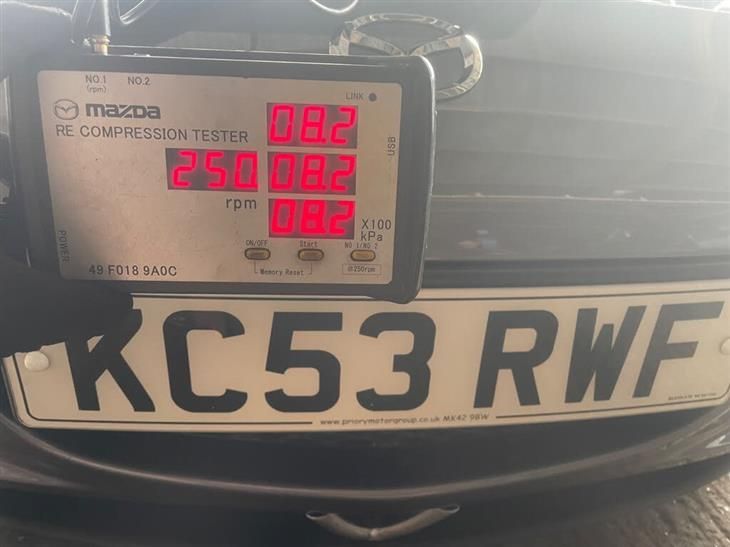 NO.1 NO.2
(rpm)
LINK
mazda
RE COMPRESSION TESTER
08.2
250. 08.2
rpm
08.2
X100
kPa
USB
POWER
ON/OFF Start NO 1/NO 2
Memory Reset @250rpm
49 F018 9A0C
KC53 RWF
www.priorymotorgroup.co.uk MK42 9BW